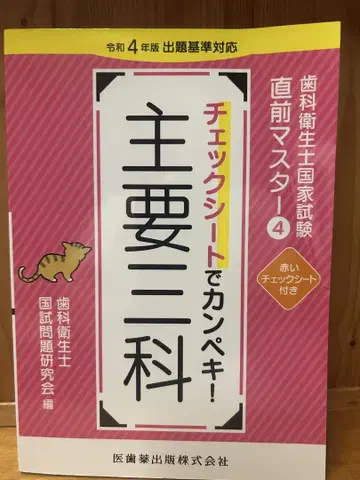 令和4年版 出題基準対応
歯科衛生士国家試験
直前マスター④
赤い
チェックシート
付き
チェックシートでカンペキ!
主要三科
歯科衛生士
国試問題研究会 編
医歯薬出版株式会社